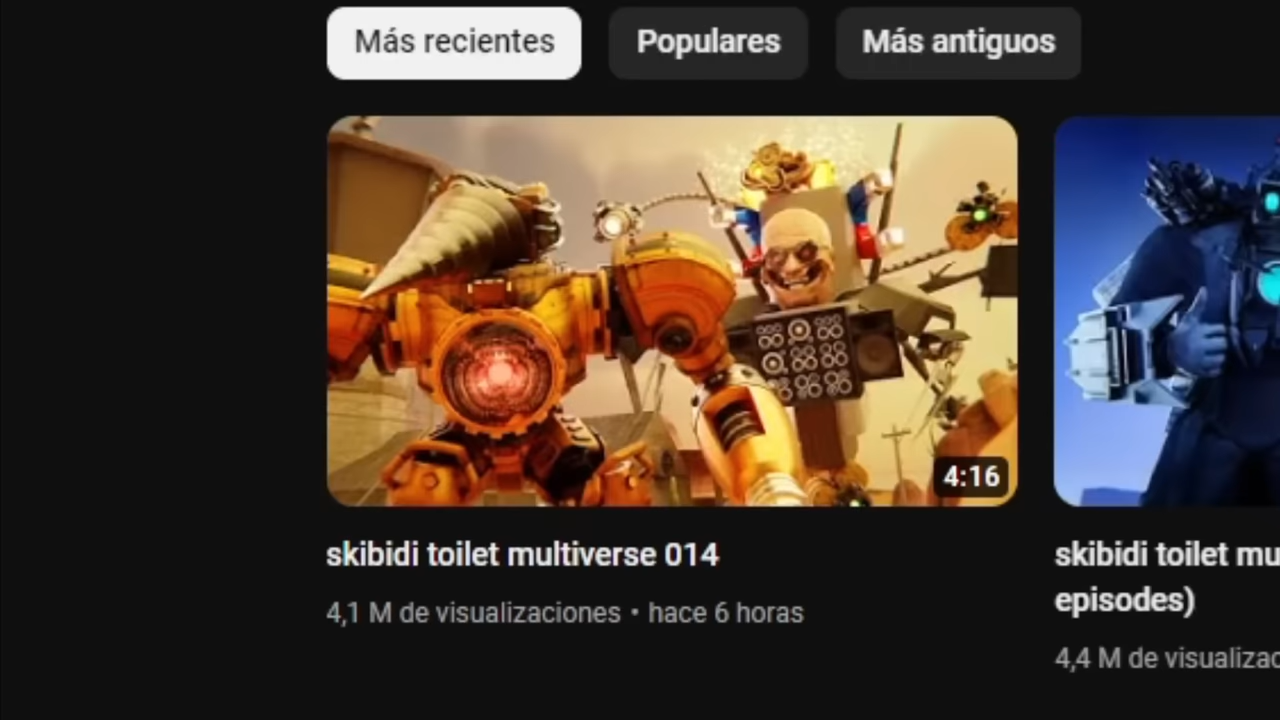 Más recientes
Populares
Más antiguos
4:16
skibidi toilet multiverse 014
4,1 M de visualizaciones • hace 6 horas
skibidi toilet mu
episodes)
4,4 M de visualizac